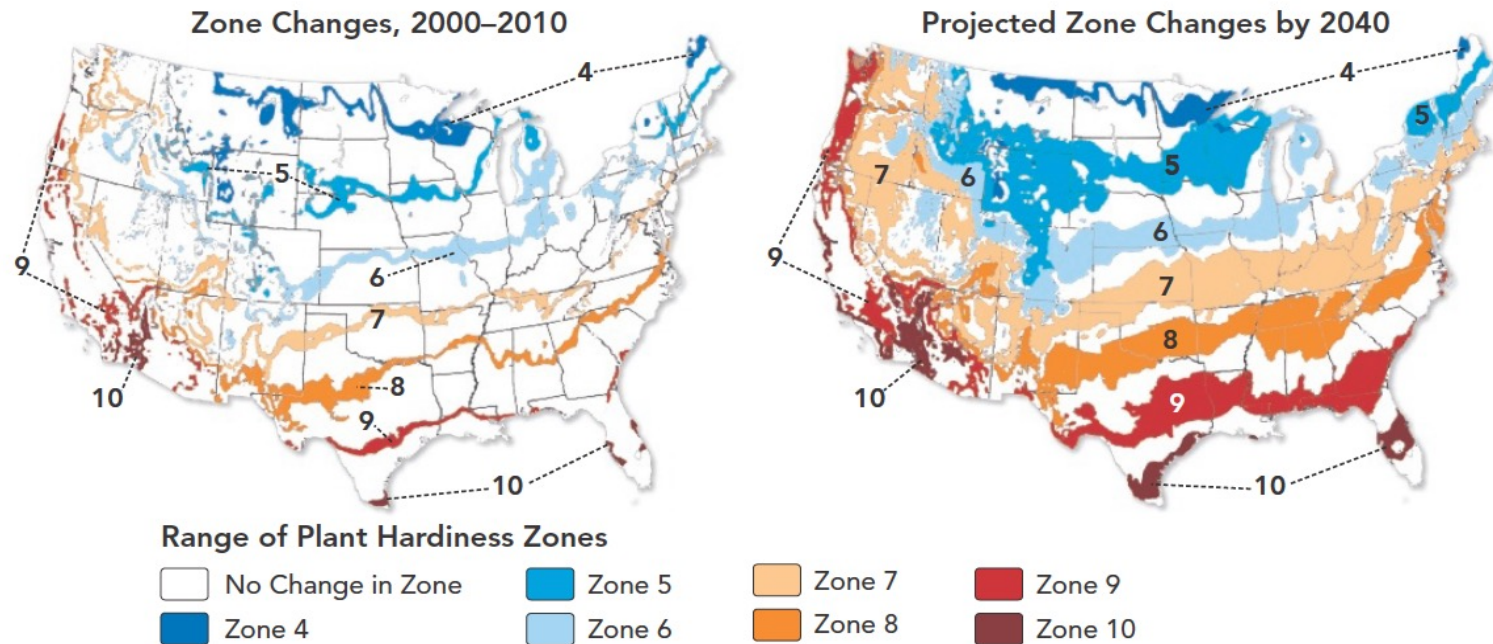 Zone Changes, 2000–2010
4
5
6
7
8
9
9
10
10
Projected Zone Changes by 2040
4
5
5
6
7
6
7
8
9
9
10
10
Range of Plant Hardiness Zones
No Change in Zone
Zone 4
Zone 5
Zone 6
Zone 7
Zone 8
Zone 9
Zone 10